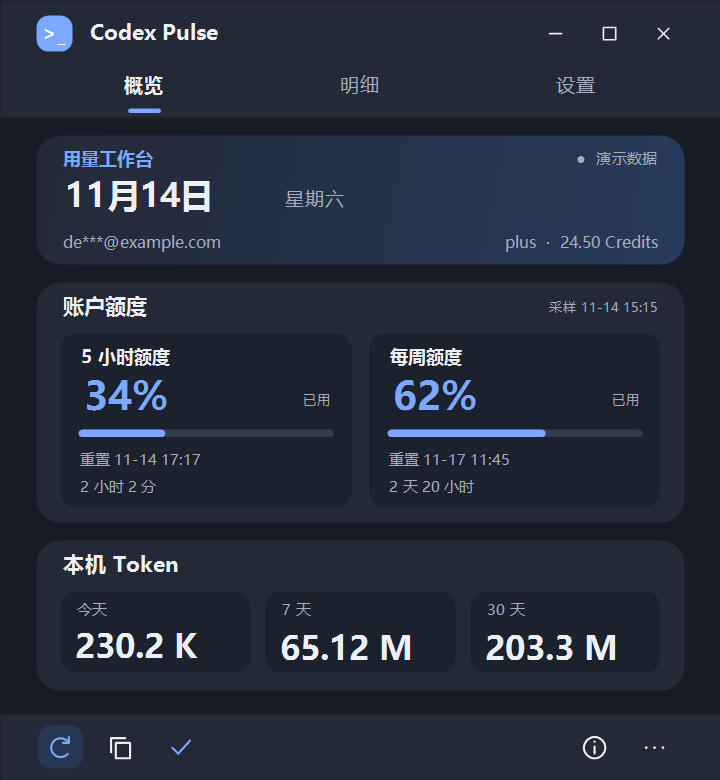 >_ Codex Pulse
概览 明细 设置
用量工作台 ● 演示数据
11月14日 星期六
de***@example.com plus · 24.50 Credits
账户额度 采样 11-14 15:15
5 小时额度
34% 已用
重置 11-14 17:17
2 小时 2 分
每周额度
62% 已用
重置 11-17 11:45
2 天 20 小时
本机 Token
今天
230.2 K
7 天
65.12 M
30 天
203.3 M